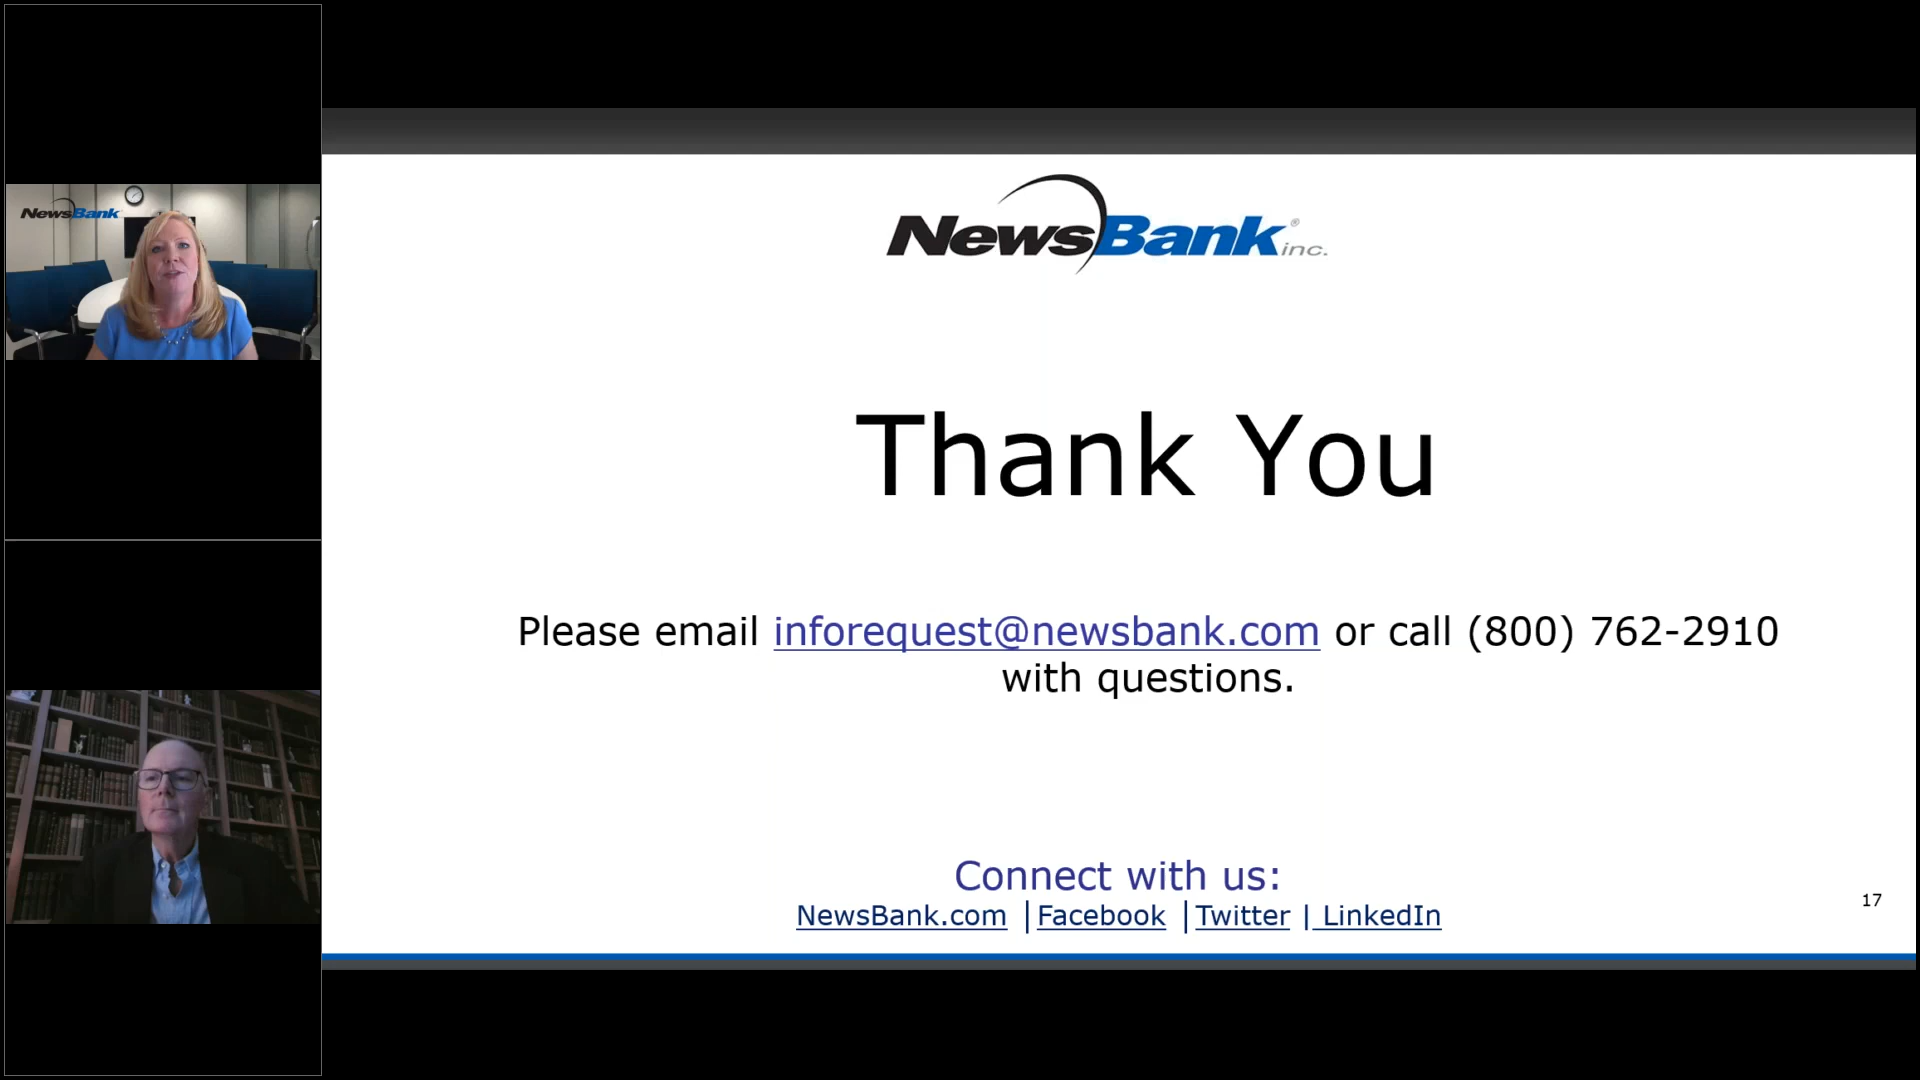 NewsBank
NewsBank® inc.
Thank You
Please email inforequest@newsbank.com or call (800) 762-2910
with questions.
Connect with us:
NewsBank.com | Facebook | Twitter | LinkedIn
17